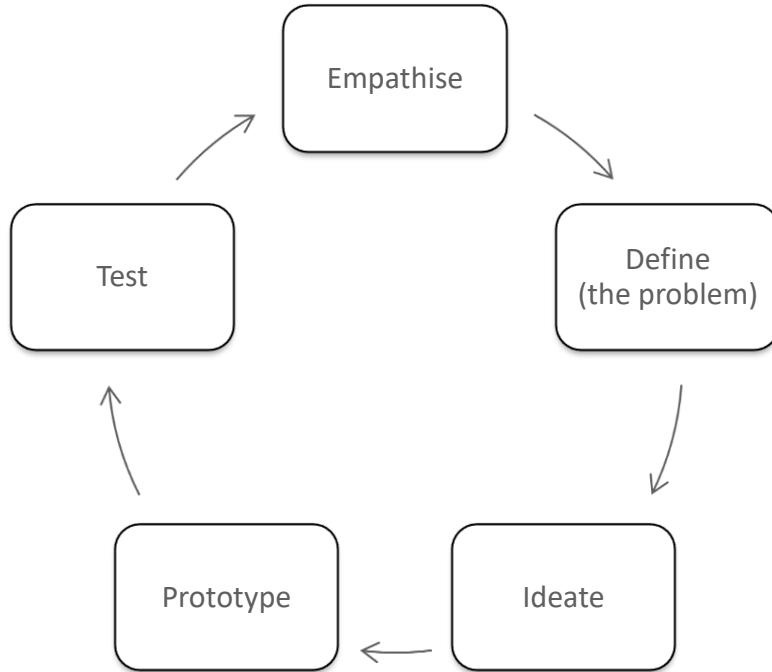 Empathise
Define
(the problem)
Ideate
Prototype
Test